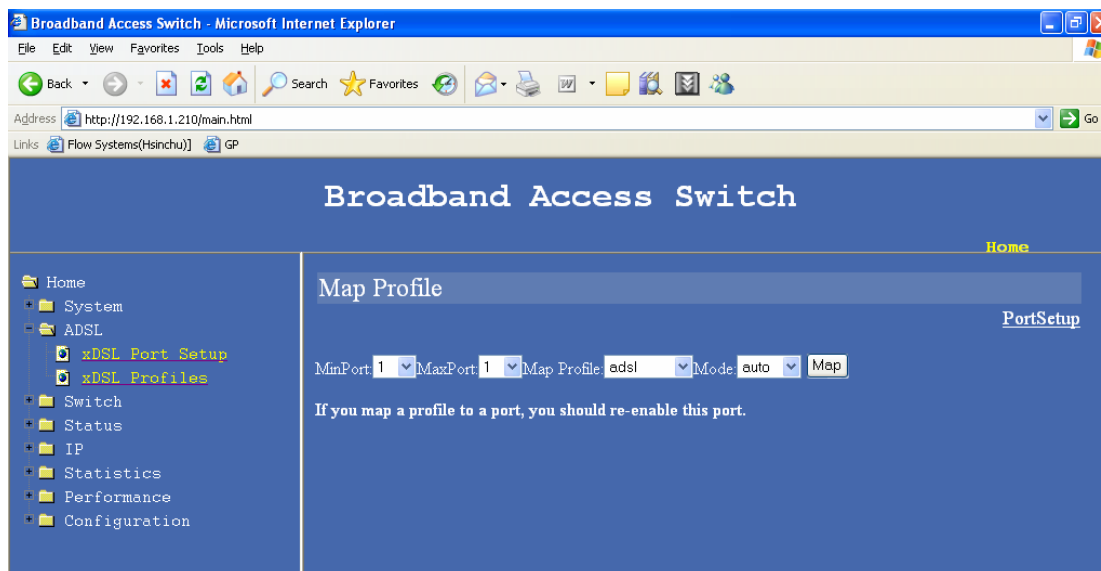 Broadband Access Switch - Microsoft Internet Explorer
File Edit View Favorites Tools Help
Back Search Favorites
Address http://192.168.1.210/main.html Go
Links Flow Systems(Hsinchu)] GP
Broadband Access Switch
Home
Home
System
ADSL
xDSL Port Setup
xDSL Profiles
Switch
Status
IP
Statistics
Performance
Configuration
Map Profile
PortSetup
MinPort: 1 MaxPort: 1 Map Profile: adsl Mode: auto Map
If you map a profile to a port, you should re-enable this port.